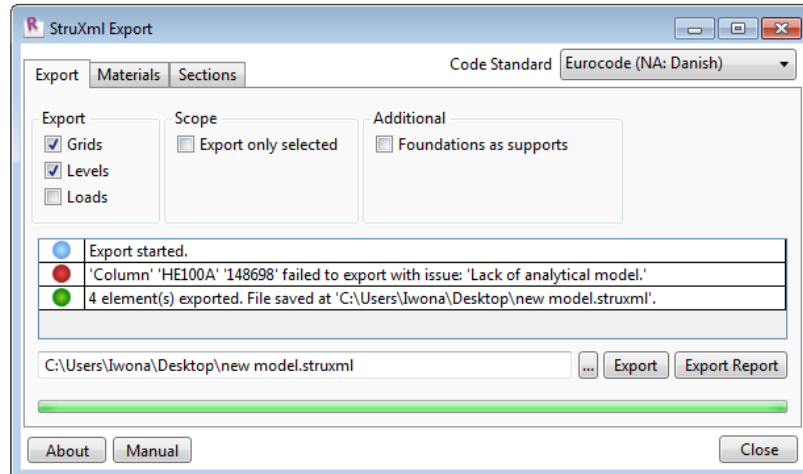 R StruXml Export
Export Materials Sections Code Standard Eurocode (NA: Danish)
Export Scope Additional
Grids Export only selected Foundations as supports
Levels
Loads
Export started.
'Column' 'HE100A' '148698' failed to export with issue: 'Lack of analytical model.'
4 element(s) exported. File saved at 'C:\Users\Iwona\Desktop\new model.struxml'.
C:\Users\Iwona\Desktop\new model.struxml ... Export Export Report
About Manual Close